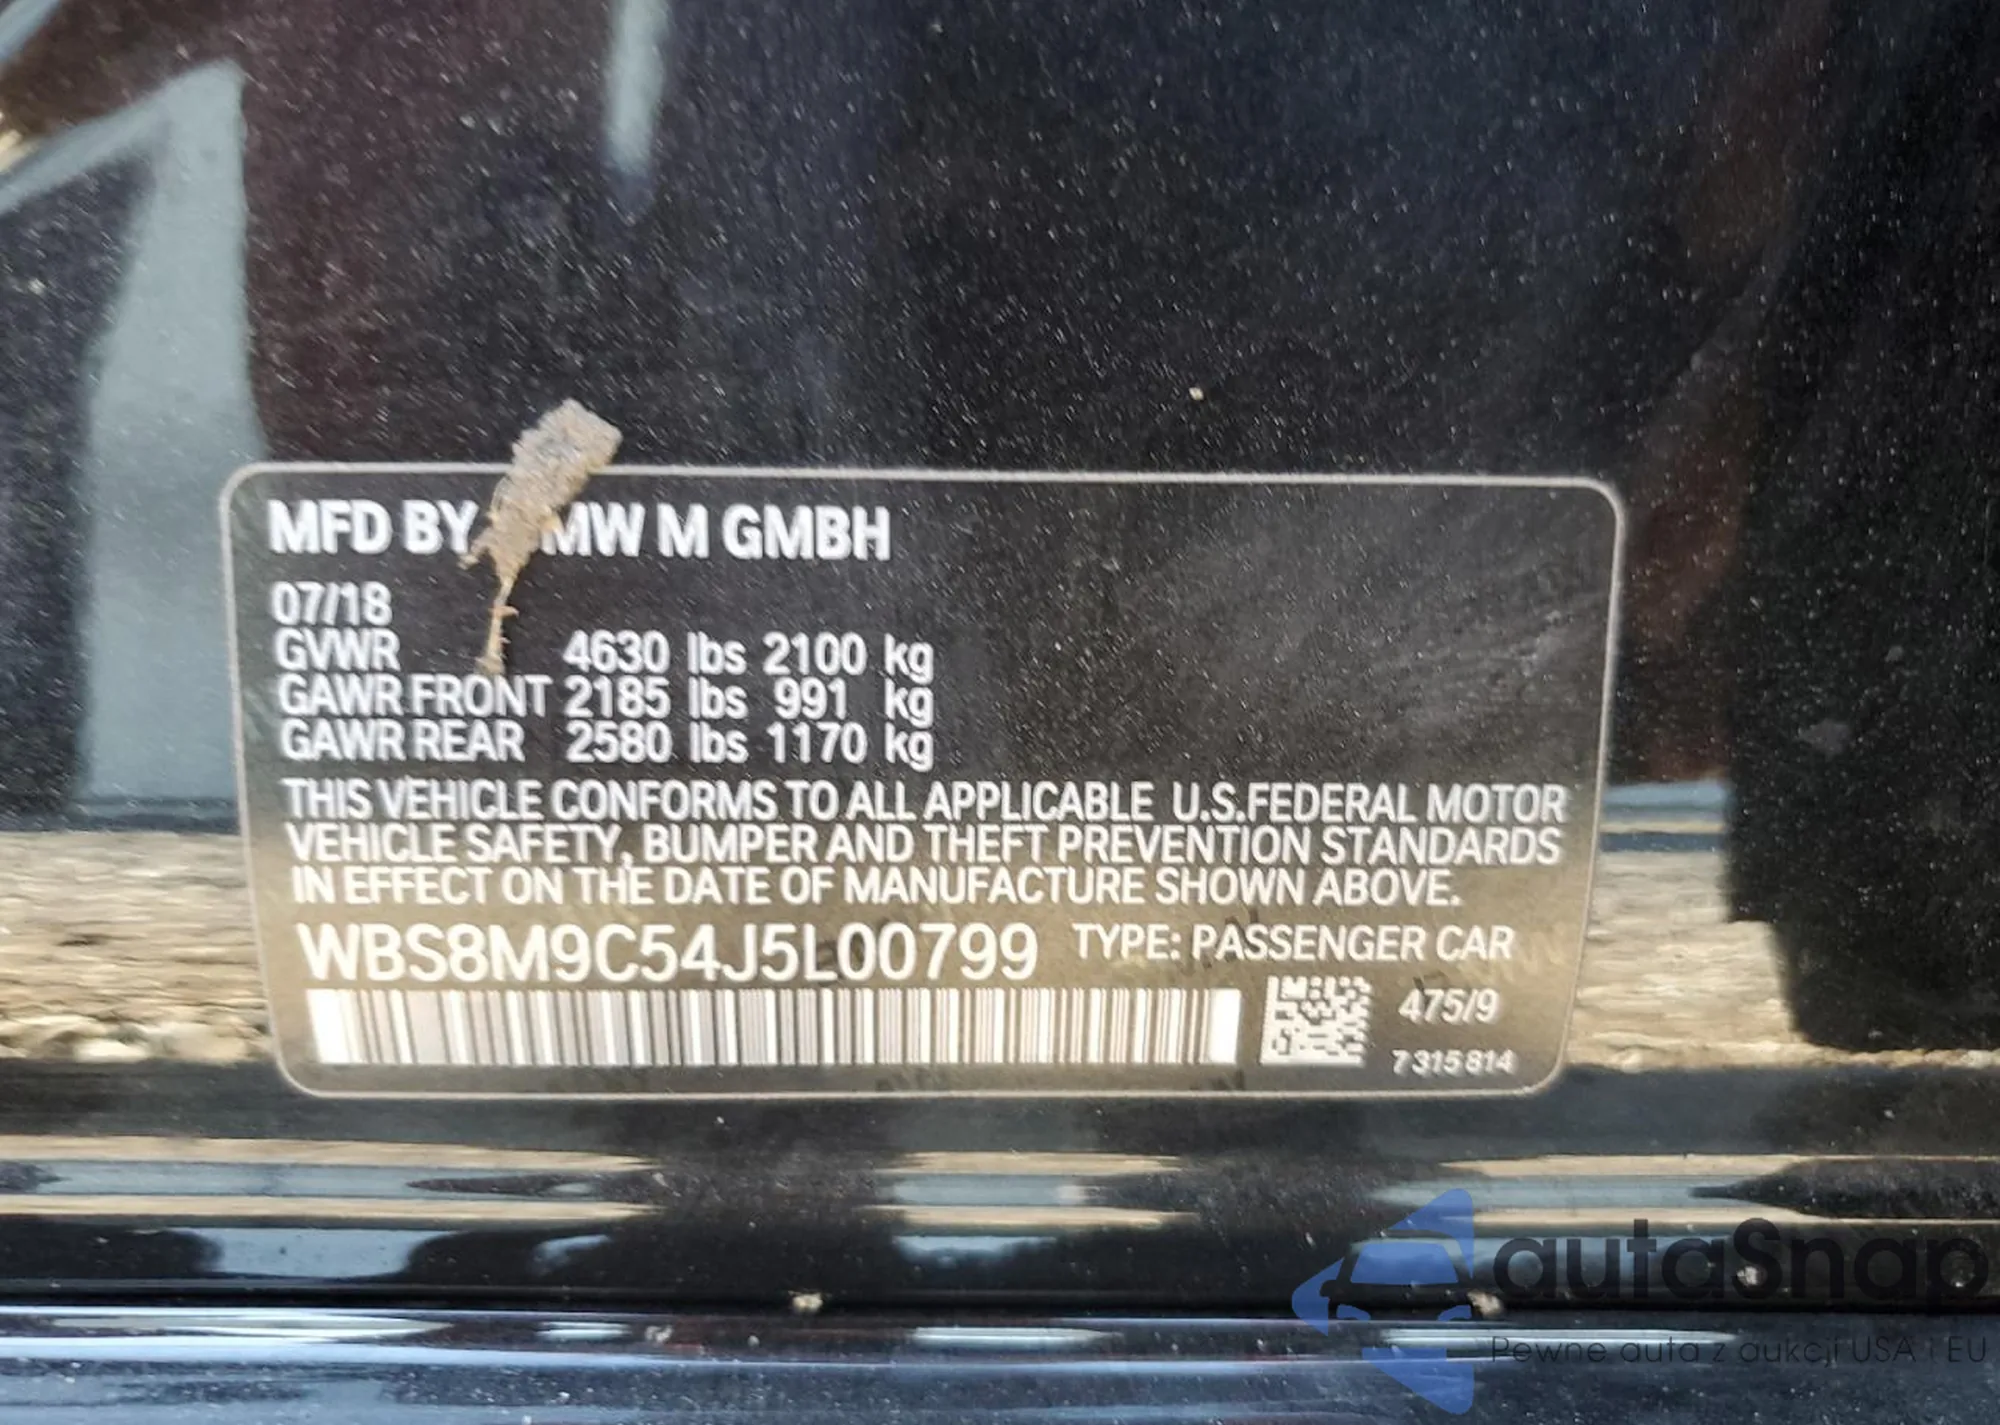 MFD BY MW M GMBH
07/18
GVWR 4630 lbs 2100 kg
GAWR FRONT 2185 lbs 991 kg
GAWR REAR 2580 lbs 1170 kg
THIS VEHICLE CONFORMS TO ALL APPLICABLE U.S.FEDERAL MOTOR
VEHICLE SAFETY, BUMPER AND THEFT PREVENTION STANDARDS
IN EFFECT ON THE DATE OF MANUFACTURE SHOWN ABOVE.
WBS8M9C54J5L00799 TYPE: PASSENGER CAR
475/9
7 315 814
autaSnap
Pewne auta z aukcji USA i EU